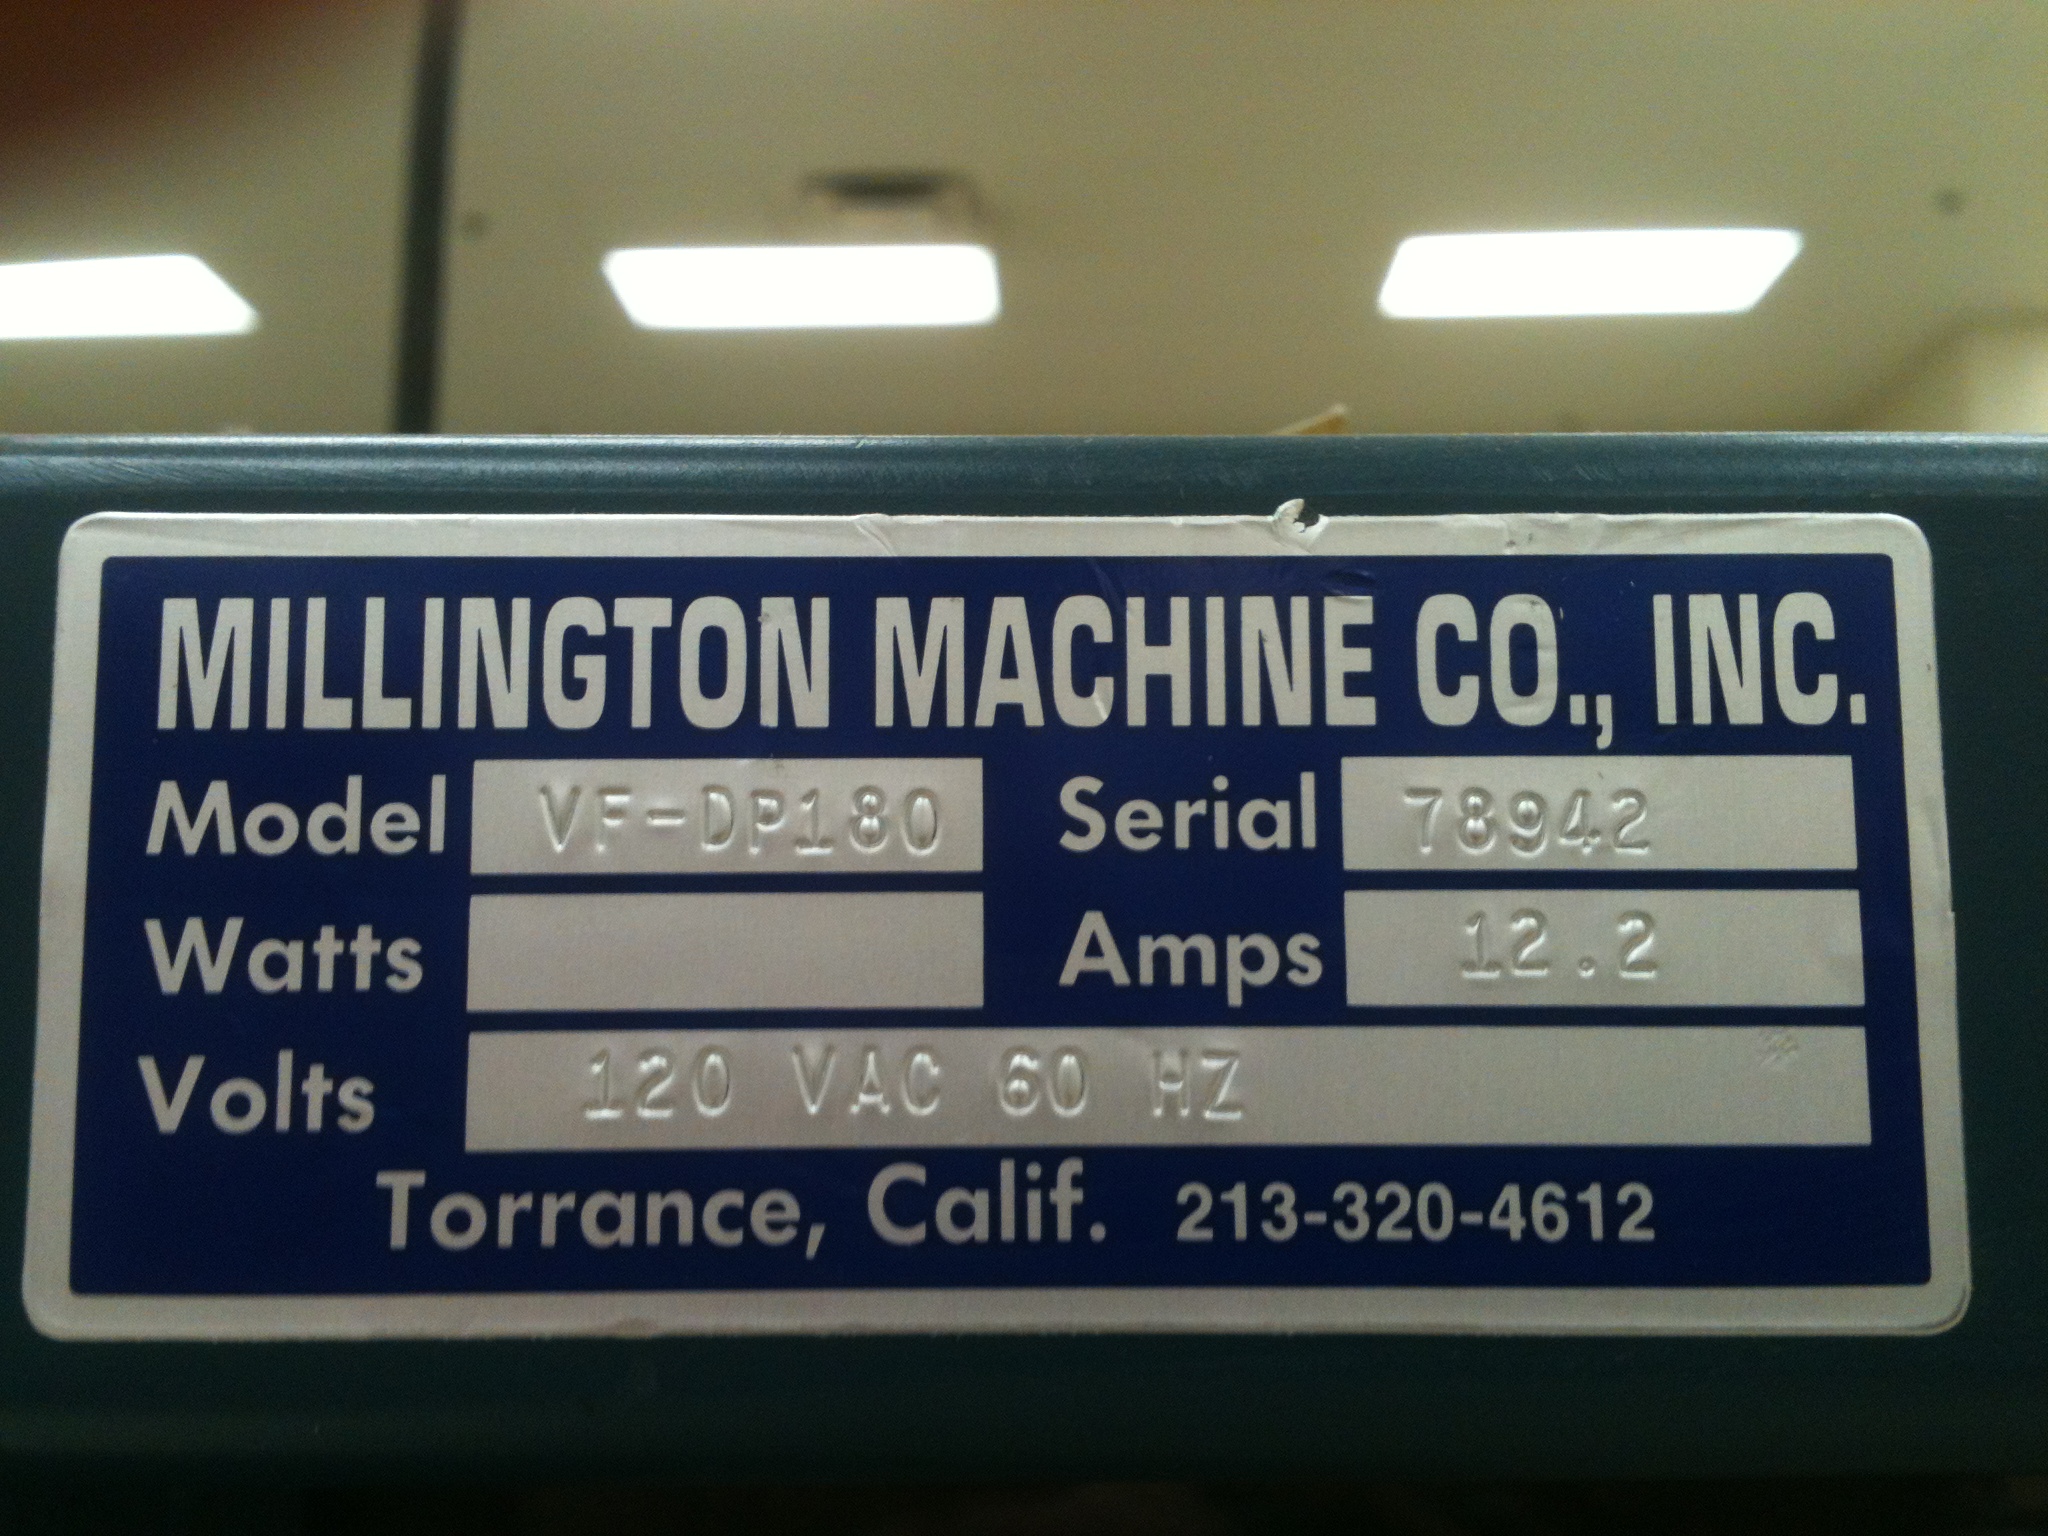 MILLINGTON MACHINE CO., INC.
Model VF-DP180 Serial 78942
Watts Amps 12.2
Volts 120 VAC 60 HZ
Torrance, Calif. 213-320-4612